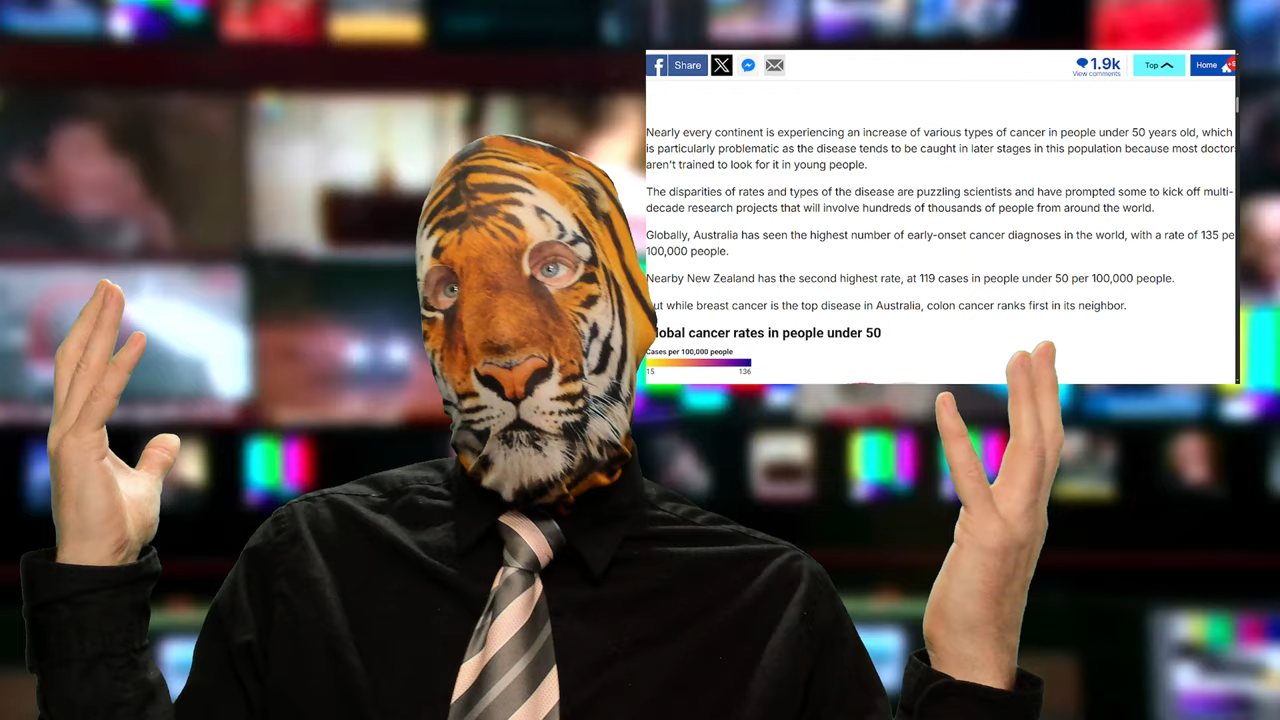 Share
1.9k
View comments
Top
Home
Nearly every continent is experiencing an increase of various types of cancer in people under 50 years old, which
is particularly problematic as the disease tends to be caught in later stages in this population because most doctors
aren't trained to look for it in young people.
The disparities of rates and types of the disease are puzzling scientists and have prompted some to kick off multi-
decade research projects that will involve hundreds of thousands of people from around the world.
Globally, Australia has seen the highest number of early-onset cancer diagnoses in the world, with a rate of 135 pe
100,000 people.
Nearby New Zealand has the second highest rate, at 119 cases in people under 50 per 100,000 people.
ut while breast cancer is the top disease in Australia, colon cancer ranks first in its neighbor.
lobal cancer rates in people under 50
Cases per 100,000 people
15 136